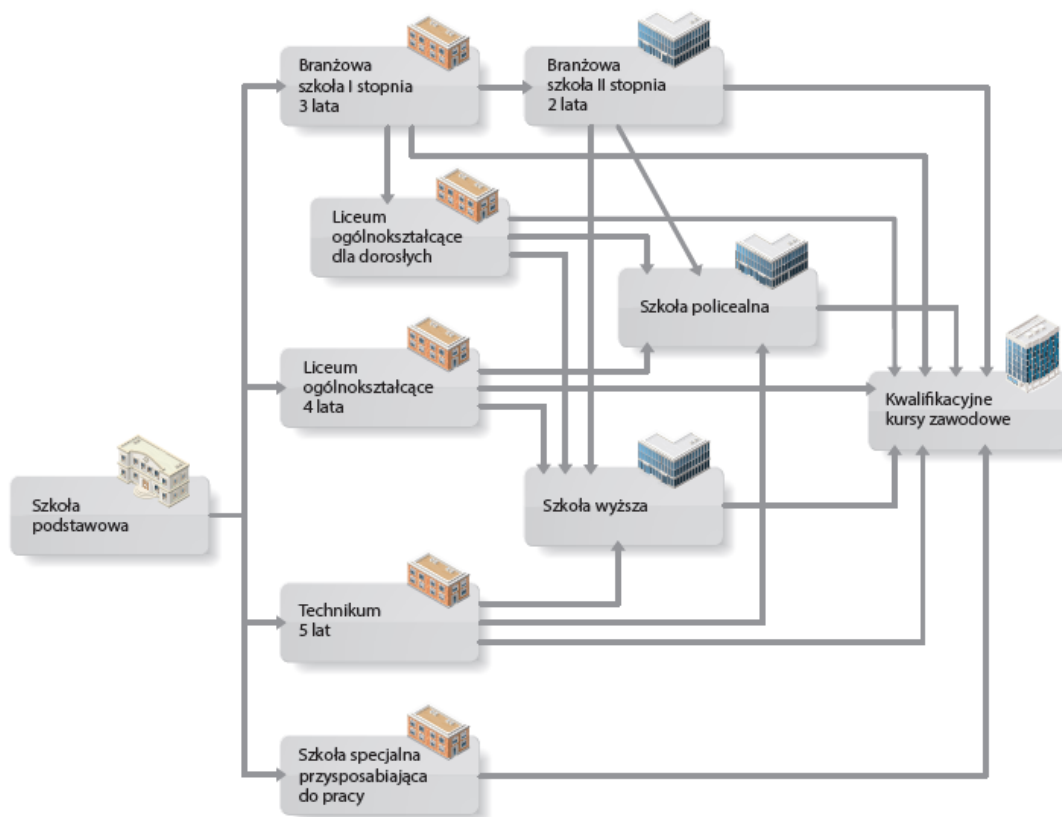 Branżowa
szkoła I stopnia
3 lata
Branżowa
szkoła II stopnia
2 lata
Liceum
ogólnokształcące
dla dorosłych
Szkoła policealna
Liceum
ogólnokształcące
4 lata
Kwalifikacyjne
kursy zawodowe
Szkoła
podstawowa
Szkoła wyższa
Technikum
5 lat
Szkoła specjalna
przysposabiająca
do pracy